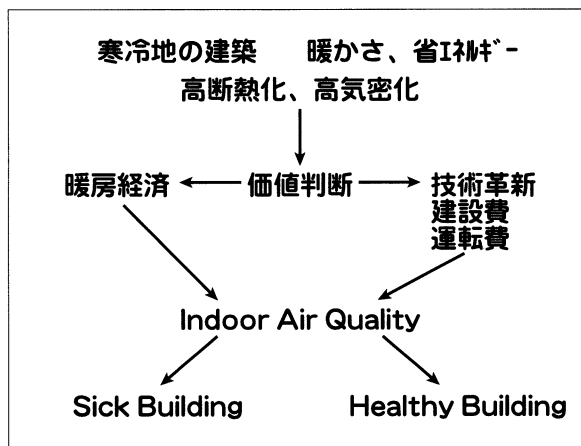 寒冷地の建築　　暖かさ、省ｴﾈﾙｷﾞｰ
高断熱化、高気密化
暖房経済　価値判断　技術革新
建設費
運転費
Indoor Air Quality
Sick Building　Healthy Building